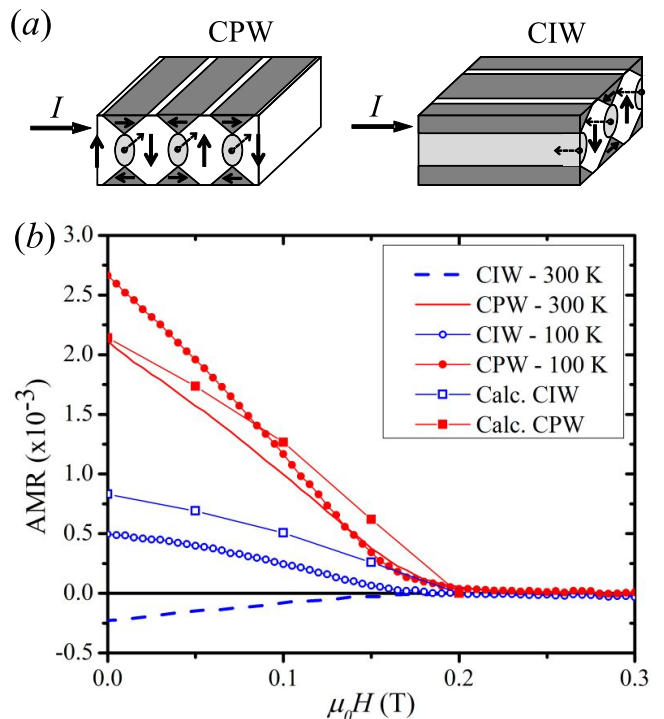 (a)
CPW
CIW
I
I
(b)
3.0
2.5
2.0
1.5
1.0
0.5
0.0
-0.5
AMR (x10-3)
CIW - 300 K
CPW - 300 K
CIW - 100 K
CPW - 100 K
Calc. CIW
Calc. CPW
0.0
0.1
0.2
0.3
μ0H (T)